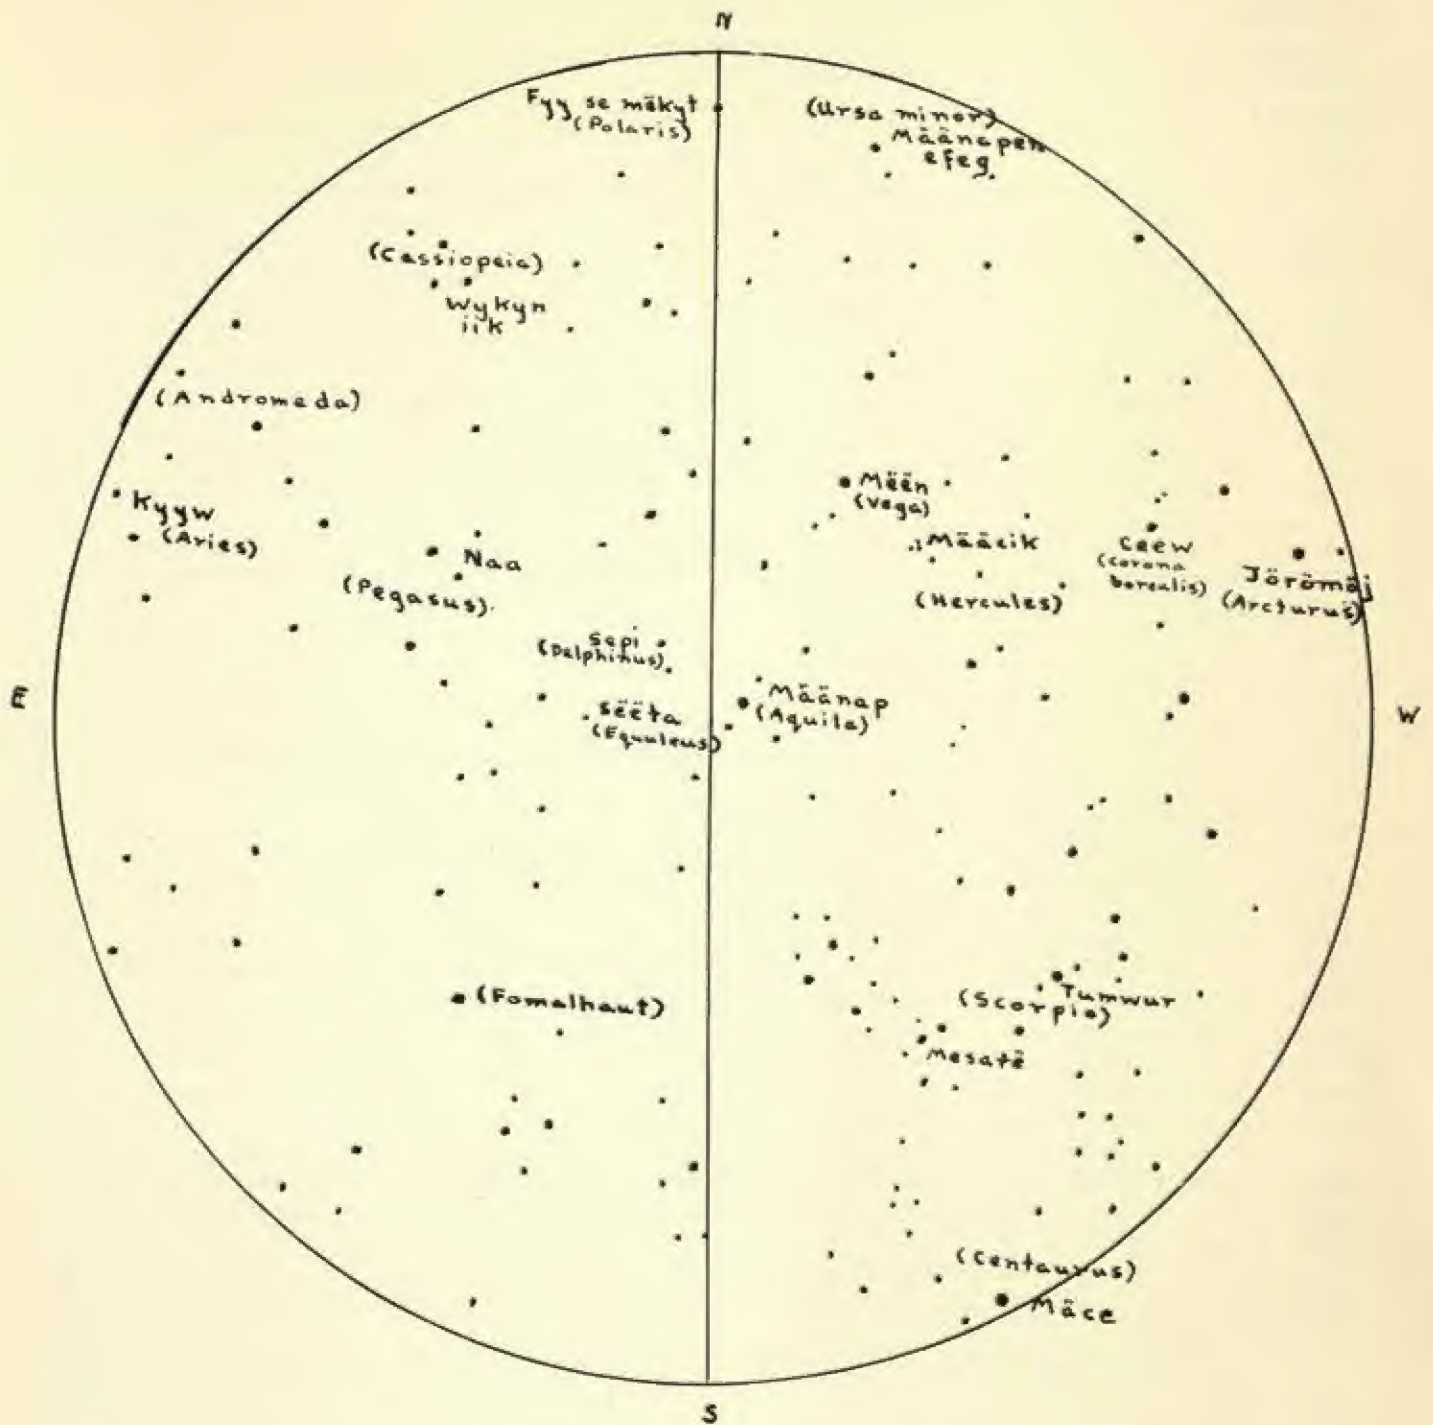 N
Fyy se mäkyt
(Polaris)
(Ursa minor)
Määnapen
efeg
(Cassiopeia)
Wykyn
iik
(Andromeda)
Kyyw
(Aries)
Naa
(Pegasus)
Mëën
(Vega)
Määcik
(Hercules)
Ceew
(Corona
borealis)
Jörömöj
(Arcturus)
Sepi
(Delphinus)
sëëta
(Equuleus)
Määnap
(Aquila)
E
W
(Fomalhaut)
Tumwur
(Scorpio)
Mesatë
(Centaurus)
Mäce
S